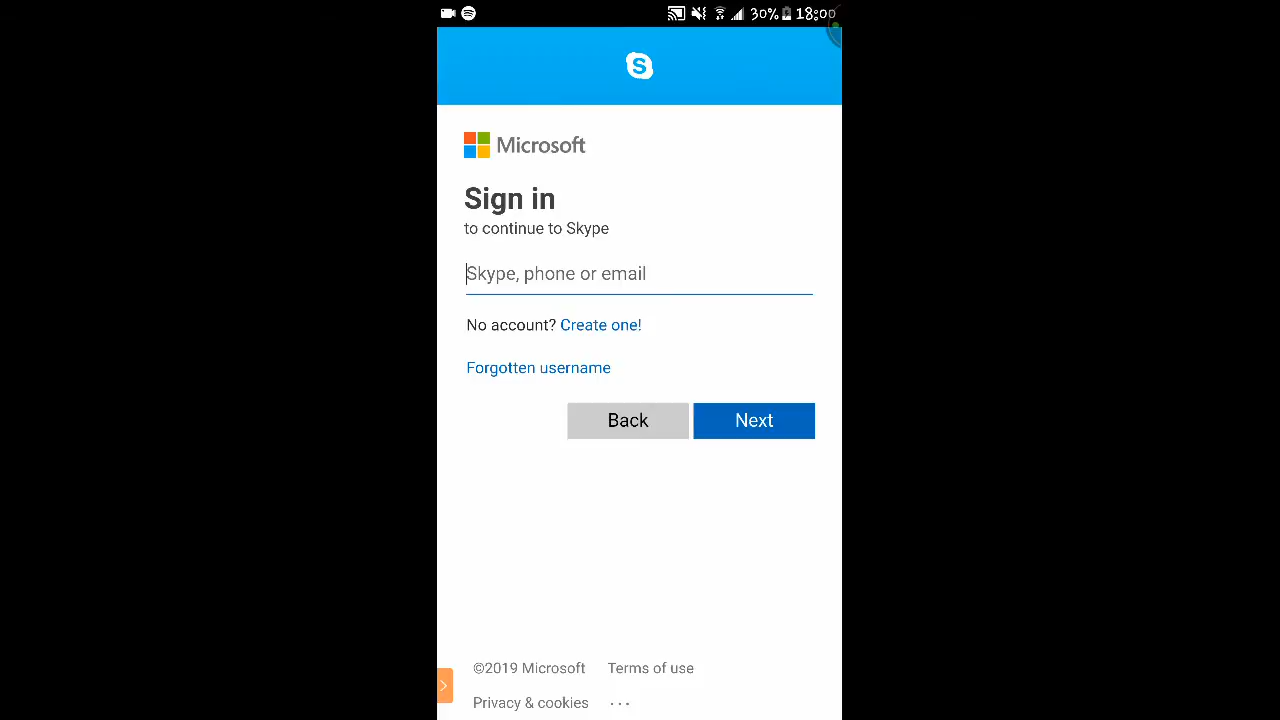 30% 18:00
S
Microsoft
Sign in
to continue to Skype
Skype, phone or email
No account? Create one!
Forgotten username
Back Next
©2019 Microsoft Terms of use
Privacy & cookies ...